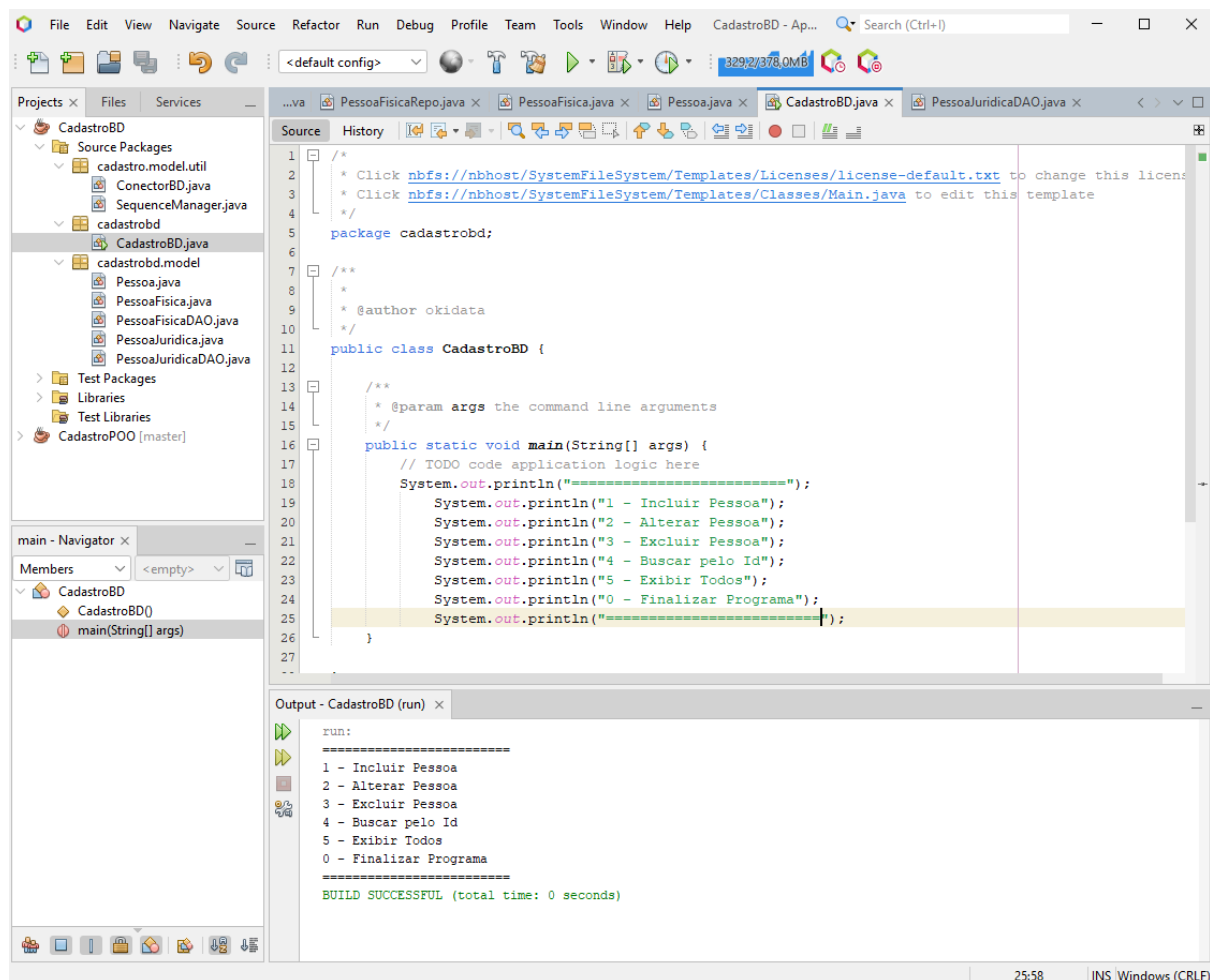 File Edit View Navigate Source Refactor Run Debug Profile Team Tools Window Help CadastroBD - Ap... Search (Ctrl+I)
<default config> 329,2/378,0MB
Projects Files Services
CadastroBD
Source Packages
cadastro.model.util
ConectorBD.java
SequenceManager.java
cadastrobd
CadastroBD.java
cadastrobd.model
Pessoa.java
PessoaFisica.java
PessoaFisicaDAO.java
PessoaJuridica.java
PessoaJuridicaDAO.java
Test Packages
Libraries
Test Libraries
CadastroPOO [master]
main - Navigator
Members <empty>
CadastroBD
CadastroBD()
main(String[] args)
...va PessoaFisicaRepo.java PessoaFisica.java Pessoa.java CadastroBD.java PessoaJuridicaDAO.java
Source History
1 /*
2 * Click nbfs://nbhost/SystemFileSystem/Templates/Licenses/license-default.txt to change this licens
3 * Click nbfs://nbhost/SystemFileSystem/Templates/Classes/Main.java to edit this template
4 */
5 package cadastrobd;
6
7 /**
8 *
9 * @author okidata
10 */
11 public class CadastroBD {
12
13 /**
14 * @param args the command line arguments
15 */
16 public static void main(String[] args) {
17 // TODO code application logic here
18 System.out.println("=========================");
19 System.out.println("1 - Incluir Pessoa");
20 System.out.println("2 - Alterar Pessoa");
21 System.out.println("3 - Excluir Pessoa");
22 System.out.println("4 - Buscar pelo Id");
23 System.out.println("5 - Exibir Todos");
24 System.out.println("0 - Finalizar Programa");
25 System.out.println("=========================");
26 }
27
Output - CadastroBD (run)
run:
=========================
1 - Incluir Pessoa
2 - Alterar Pessoa
3 - Excluir Pessoa
4 - Buscar pelo Id
5 - Exibir Todos
0 - Finalizar Programa
=========================
BUILD SUCCESSFUL (total time: 0 seconds)
25:58 INS Windows (CRLF)